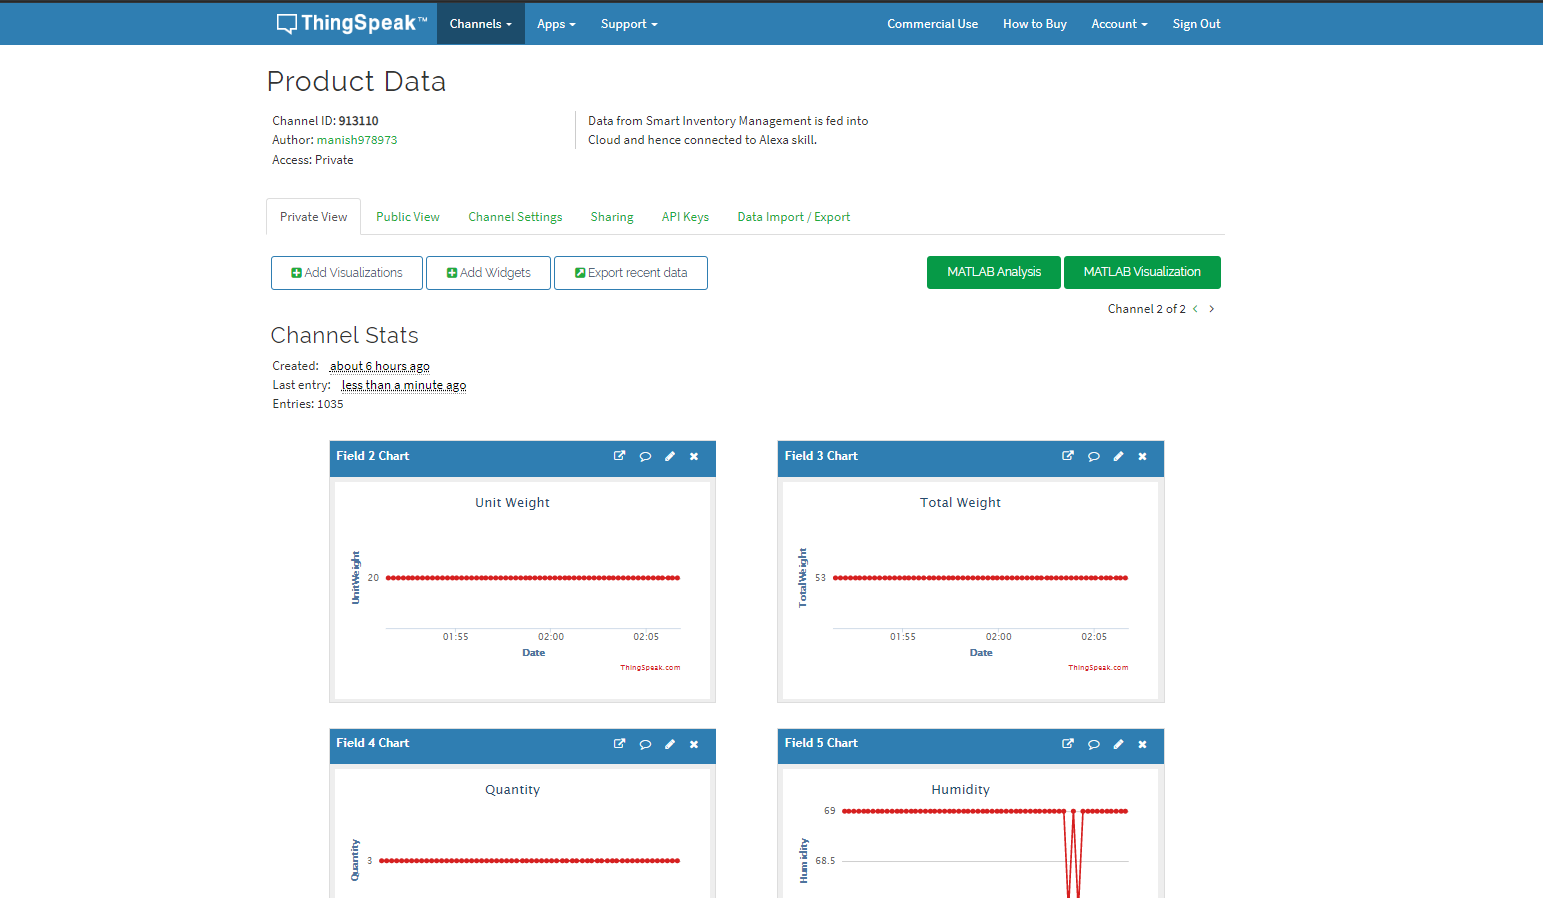 ThingSpeak™ Channels Apps Support Commercial Use How to Buy Account Sign Out
Product Data
Channel ID: 913110
Author: manish978973
Access: Private
Data from Smart Inventory Management is fed into
Cloud and hence connected to Alexa skill.
Private View Public View Channel Settings Sharing API Keys Data Import / Export
Add Visualizations Add Widgets Export recent data MATLAB Analysis MATLAB Visualization
Channel 2 of 2 < >
Channel Stats
Created: about 6 hours ago
Last entry: less than a minute ago
Entries: 1035
Field 2 Chart
Unit Weight
UnitWeight
20
01:55 02:00 02:05
Date
ThingSpeak.com
Field 3 Chart
Total Weight
TotalWeight
53
01:55 02:00 02:05
Date
ThingSpeak.com
Field 4 Chart
Quantity
Quantity
3
Field 5 Chart
Humidity
Humidity
69
68.5